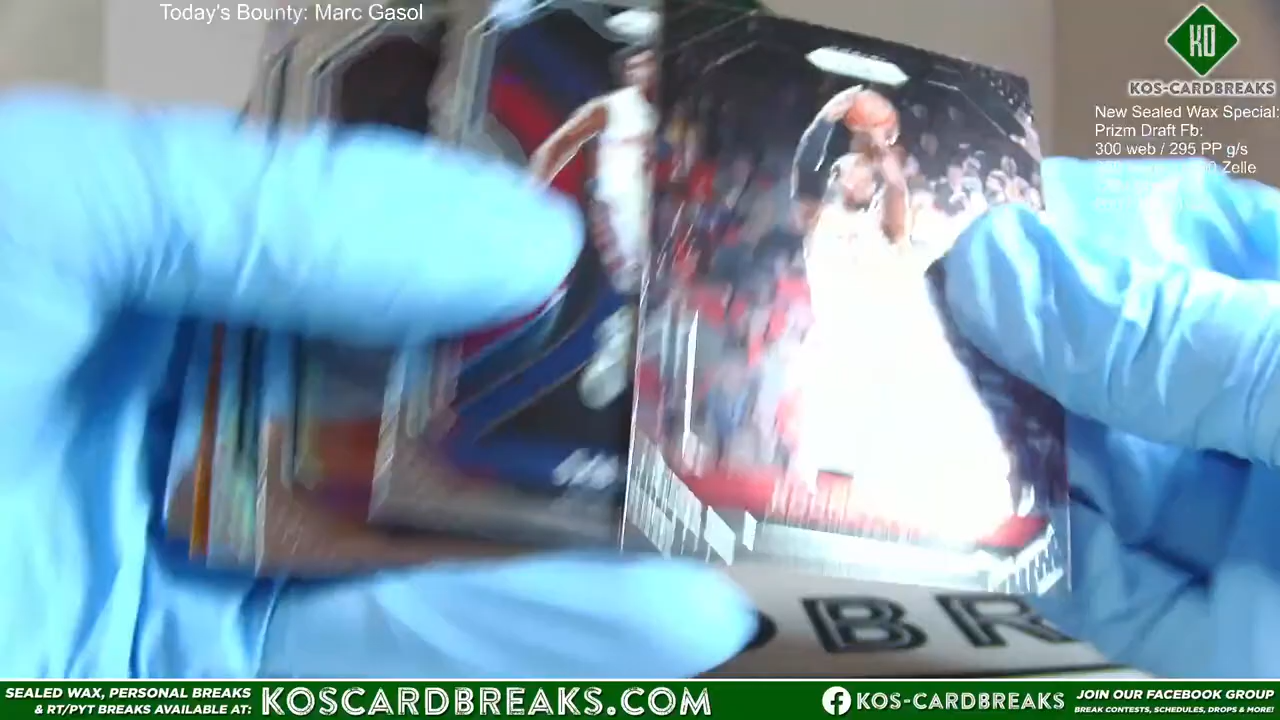 Today's Bounty: Marc Gasol
KO
KOS-CARDBREAKS
New Sealed Wax Special:
Prizm Draft Fb:
300 web / 295 PP g/s
Zelle
BR
SEALED WAX, PERSONAL BREAKS
& RT/PYT BREAKS AVAILABLE AT:
KOSCARDBREAKS.COM
KOS-CARDBREAKS
JOIN OUR FACEBOOK GROUP
BREAK CONTESTS, SCHEDULES, DROPS & MORE!